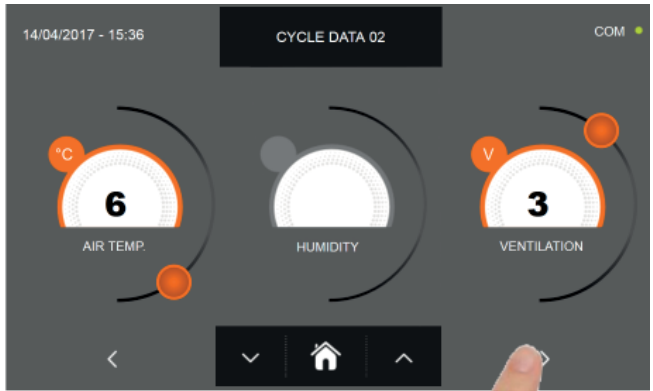 14/04/2017 - 15:36
CYCLE DATA 02
COM
°C
V
6
3
AIR TEMP.
HUMIDITY
VENTILATION